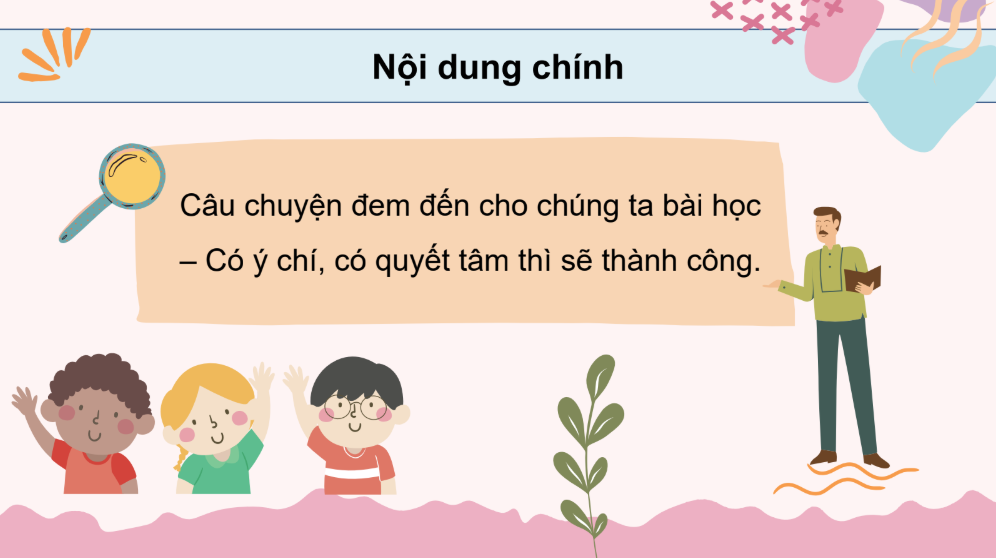 Nội dung chính
Câu chuyện đem đến cho chúng ta bài học
– Có ý chí, có quyết tâm thì sẽ thành công.